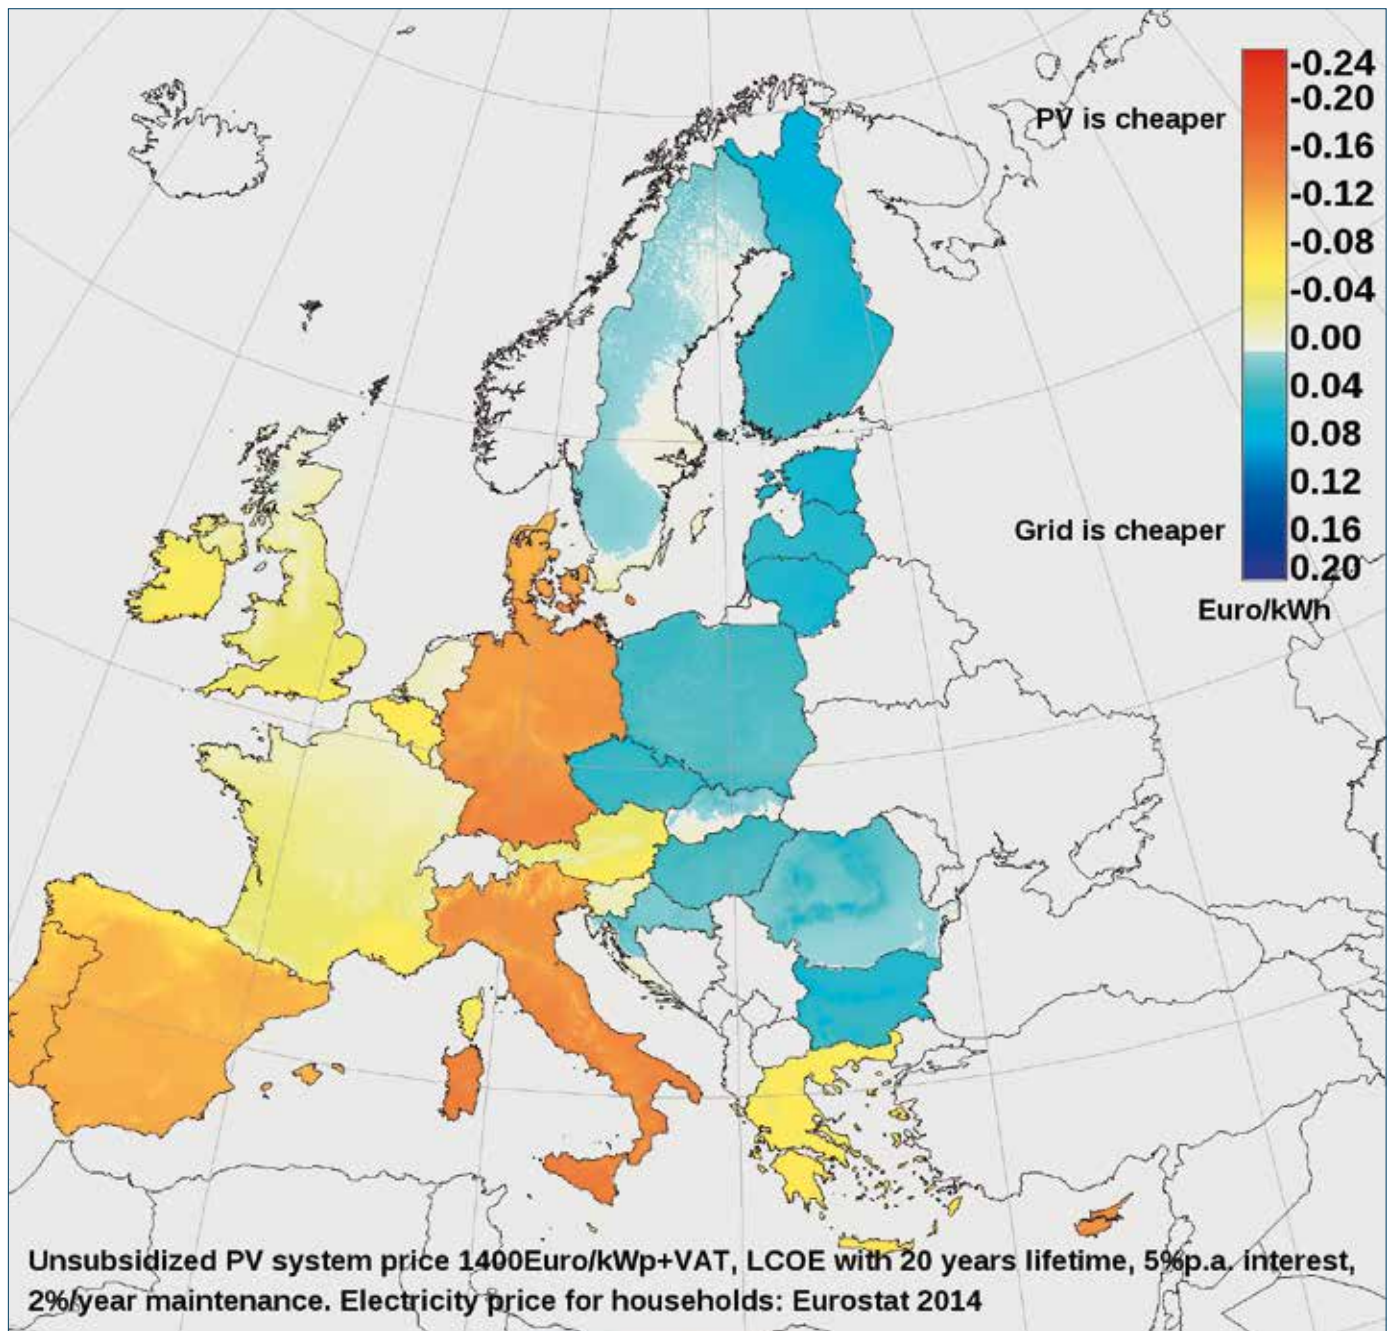 -0.24
-0.20
PV is cheaper
-0.16
-0.12
-0.08
-0.04
0.00
0.04
0.08
0.12
Grid is cheaper
0.16
0.20
Euro/kWh
Unsubsidized PV system price 1400Euro/kWp+VAT, LCOE with 20 years lifetime, 5%p.a. interest,
2%/year maintenance. Electricity price for households: Eurostat 2014